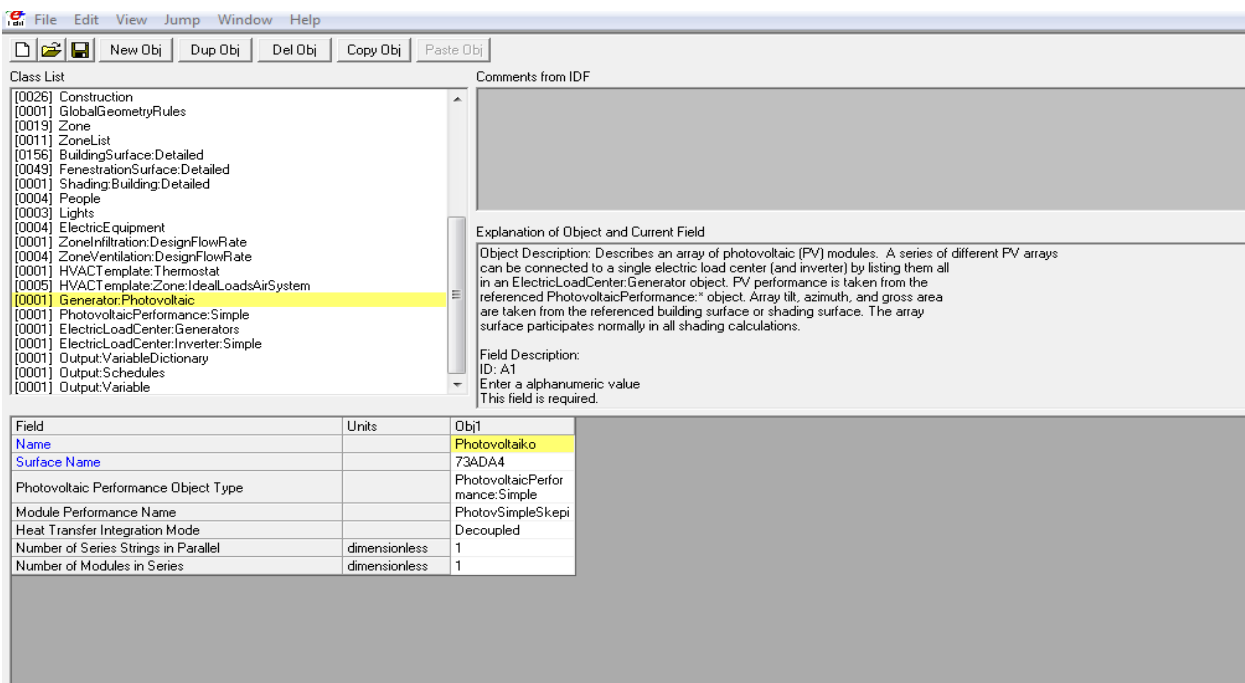 File Edit View Jump Window Help
New Obj Dup Obj Del Obj Copy Obj Paste Obj
Class List
[0026] Construction
[0001] GlobalGeometryRules
[0019] Zone
[0011] ZoneList
[0156] BuildingSurface:Detailed
[0049] FenestrationSurface:Detailed
[0001] Shading:Building:Detailed
[0004] People
[0003] Lights
[0004] ElectricEquipment
[0001] ZoneInfiltration:DesignFlowRate
[0004] ZoneVentilation:DesignFlowRate
[0001] HVACTemplate:Thermostat
[0005] HVACTemplate:Zone:IdealLoadsAirSystem
[0001] Generator:Photovoltaic
[0001] PhotovoltaicPerformance:Simple
[0001] ElectricLoadCenter:Generators
[0001] ElectricLoadCenter:Inverter:Simple
[0001] Output:VariableDictionary
[0001] Output:Schedules
[0001] Output:Variable
Comments from IDF
Explanation of Object and Current Field
Object Description: Describes an array of photovoltaic (PV) modules. A series of different PV arrays
can be connected to a single electric load center (and inverter) by listing them all
in an ElectricLoadCenter:Generator object. PV performance is taken from the
referenced PhotovoltaicPerformance:* object. Array tilt, azimuth, and gross area
are taken from the referenced building surface or shading surface. The array
surface participates normally in all shading calculations.
Field Description:
ID: A1
Enter a alphanumeric value
This field is required.
Field Units Obj1
Name Photovoltaiko
Surface Name 73ADA4
Photovoltaic Performance Object Type PhotovoltaicPerfor
mance:Simple
Module Performance Name PhotovSimpleSkepi
Heat Transfer Integration Mode Decoupled
Number of Series Strings in Parallel dimensionless 1
Number of Modules in Series dimensionless 1